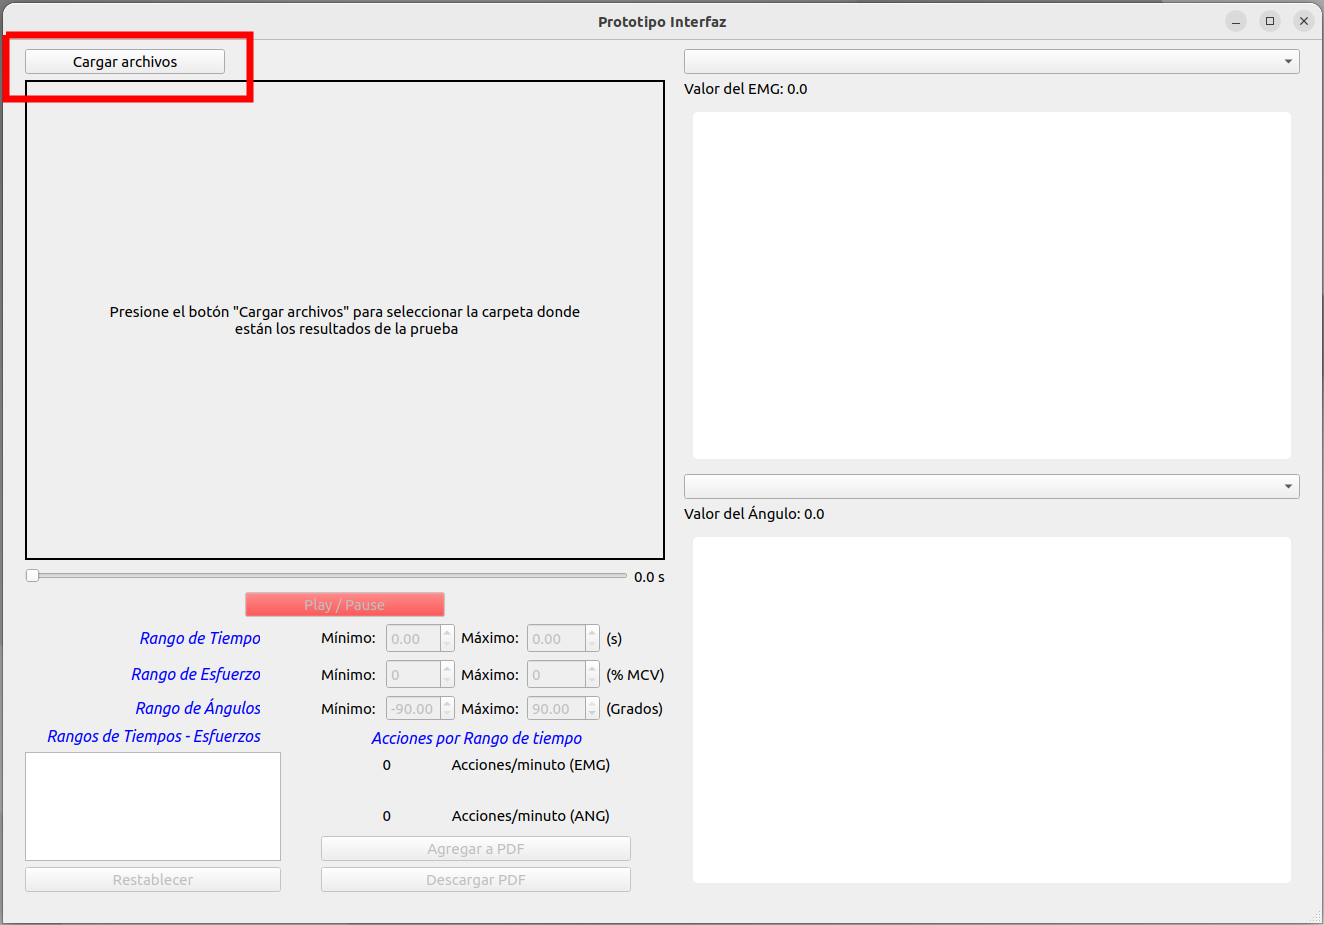 Prototipo Interfaz
Cargar archivos
Presione el botón "Cargar archivos" para seleccionar la carpeta donde
están los resultados de la prueba
0.0 s
Play / Pause
Rango de Tiempo Mínimo: 0.00 Máximo: 0.00 (s)
Rango de Esfuerzo Mínimo: 0 Máximo: 0 (% MCV)
Rango de Ángulos Mínimo: -90.00 Máximo: 90.00 (Grados)
Rangos de Tiempos - Esfuerzos
Restablecer
Acciones por Rango de tiempo
0 Acciones/minuto (EMG)
0 Acciones/minuto (ANG)
Agregar a PDF
Descargar PDF
Valor del EMG: 0.0
Valor del Ángulo: 0.0